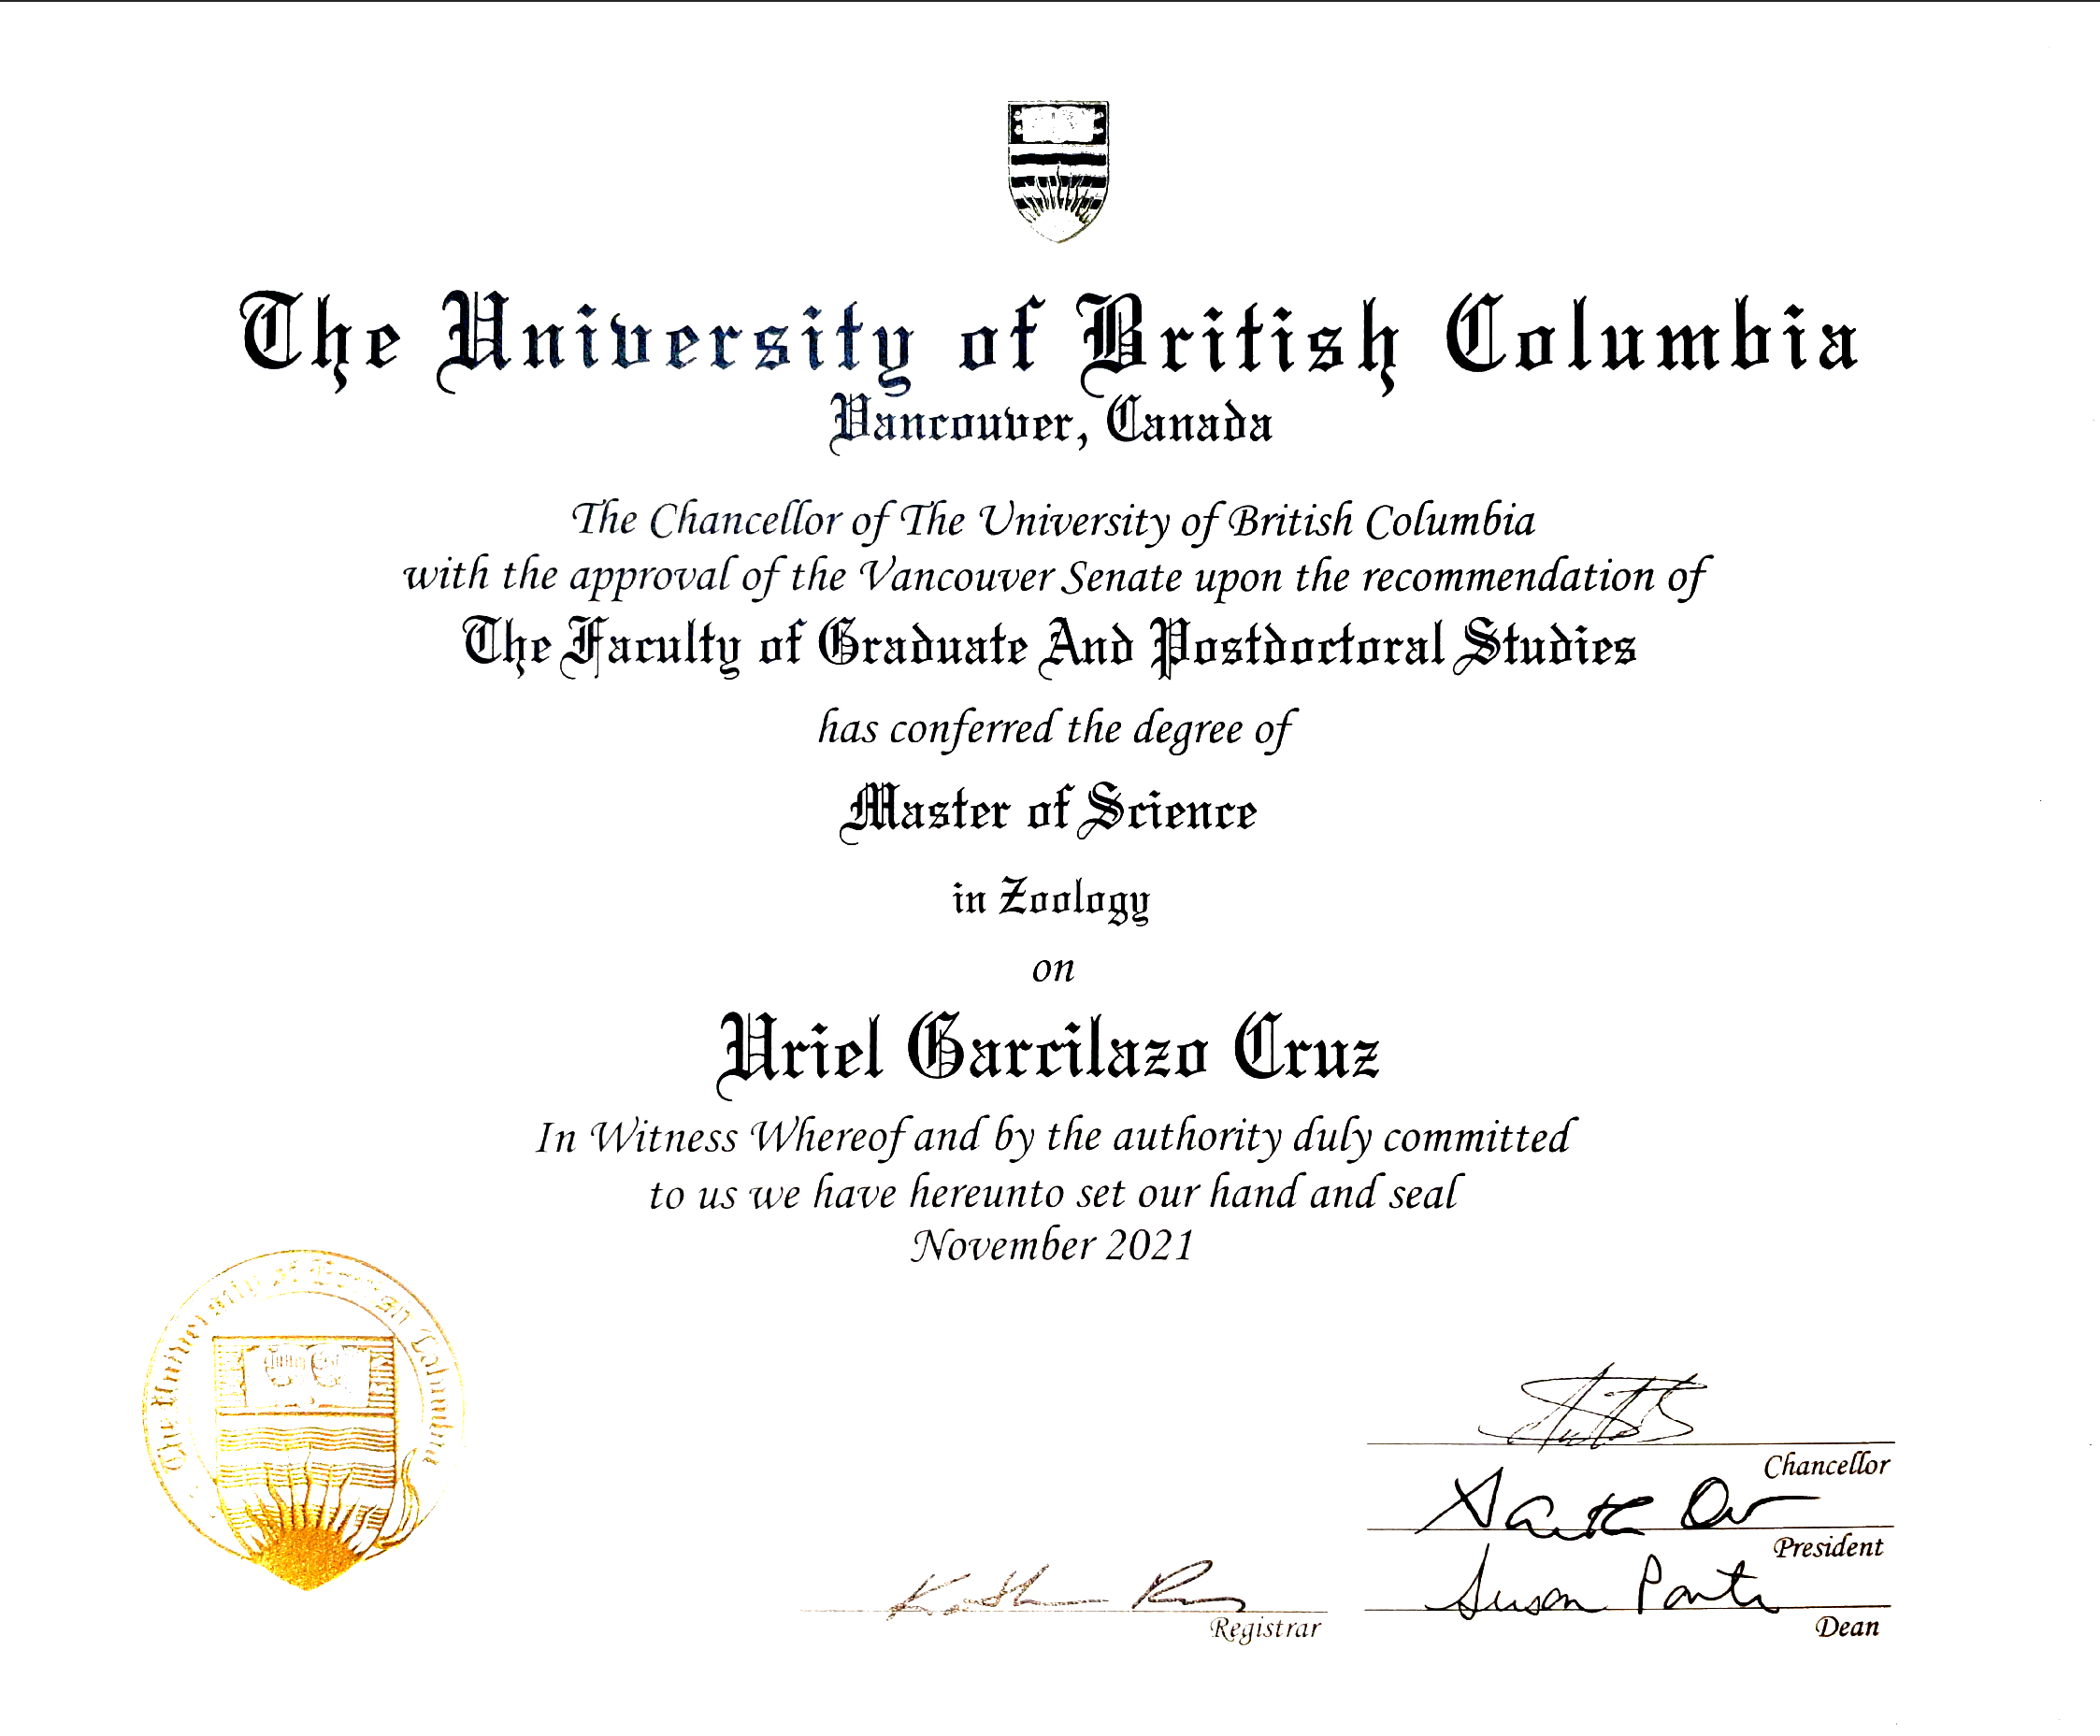 The University of British Columbia
Vancouver, Canada
The Chancellor of The University of British Columbia
with the approval of the Vancouver Senate upon the recommendation of
The Faculty of Graduate And Postdoctoral Studies
has conferred the degree of
Master of Science
in Zoology
on
Uriel Garcilazo Cruz
In Witness Whereof and by the authority duly committed
to us we have hereunto set our hand and seal
November 2021
The University of British Columbia
Chancellor
President
Susan Porter
Dean
Registrar